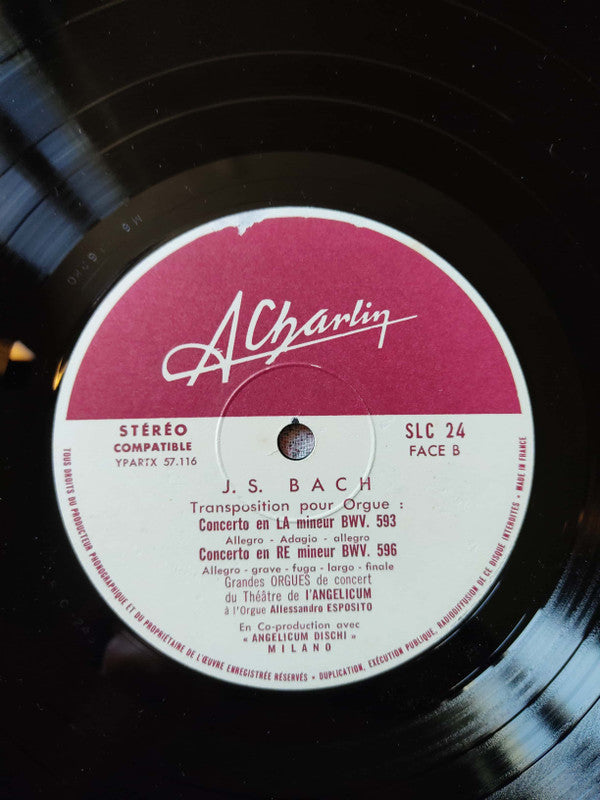 A Charlin
STÉRÉO
COMPATIBLE
YPARTX 57.116
SLC 24
FACE B
J. S. BACH
Transposition pour Orgue :
Concerto en LA mineur BWV. 593
Allegro - Adagio - allegro
Concerto en RE mineur BWV. 596
Allegro - grave - fuga - largo - finale
Grandes ORGUES de concert
du Théâtre de l'ANGELICUM
à l'Orgue Allessandro ESPOSITO
En Co-production avec
« ANGELICUM DISCHI »
MILANO
TOUS DROITS DU PRODUCTEUR PHONOGRAPHIQUE ET DU PROPRIÉTAIRE DE L'ŒUVRE ENREGISTRÉE RÉSERVÉS • DUPLICATION, EXÉCUTION PUBLIQUE, RADIODIFFUSION DE CE DISQUE INTERDITES • MADE IN FRANCE